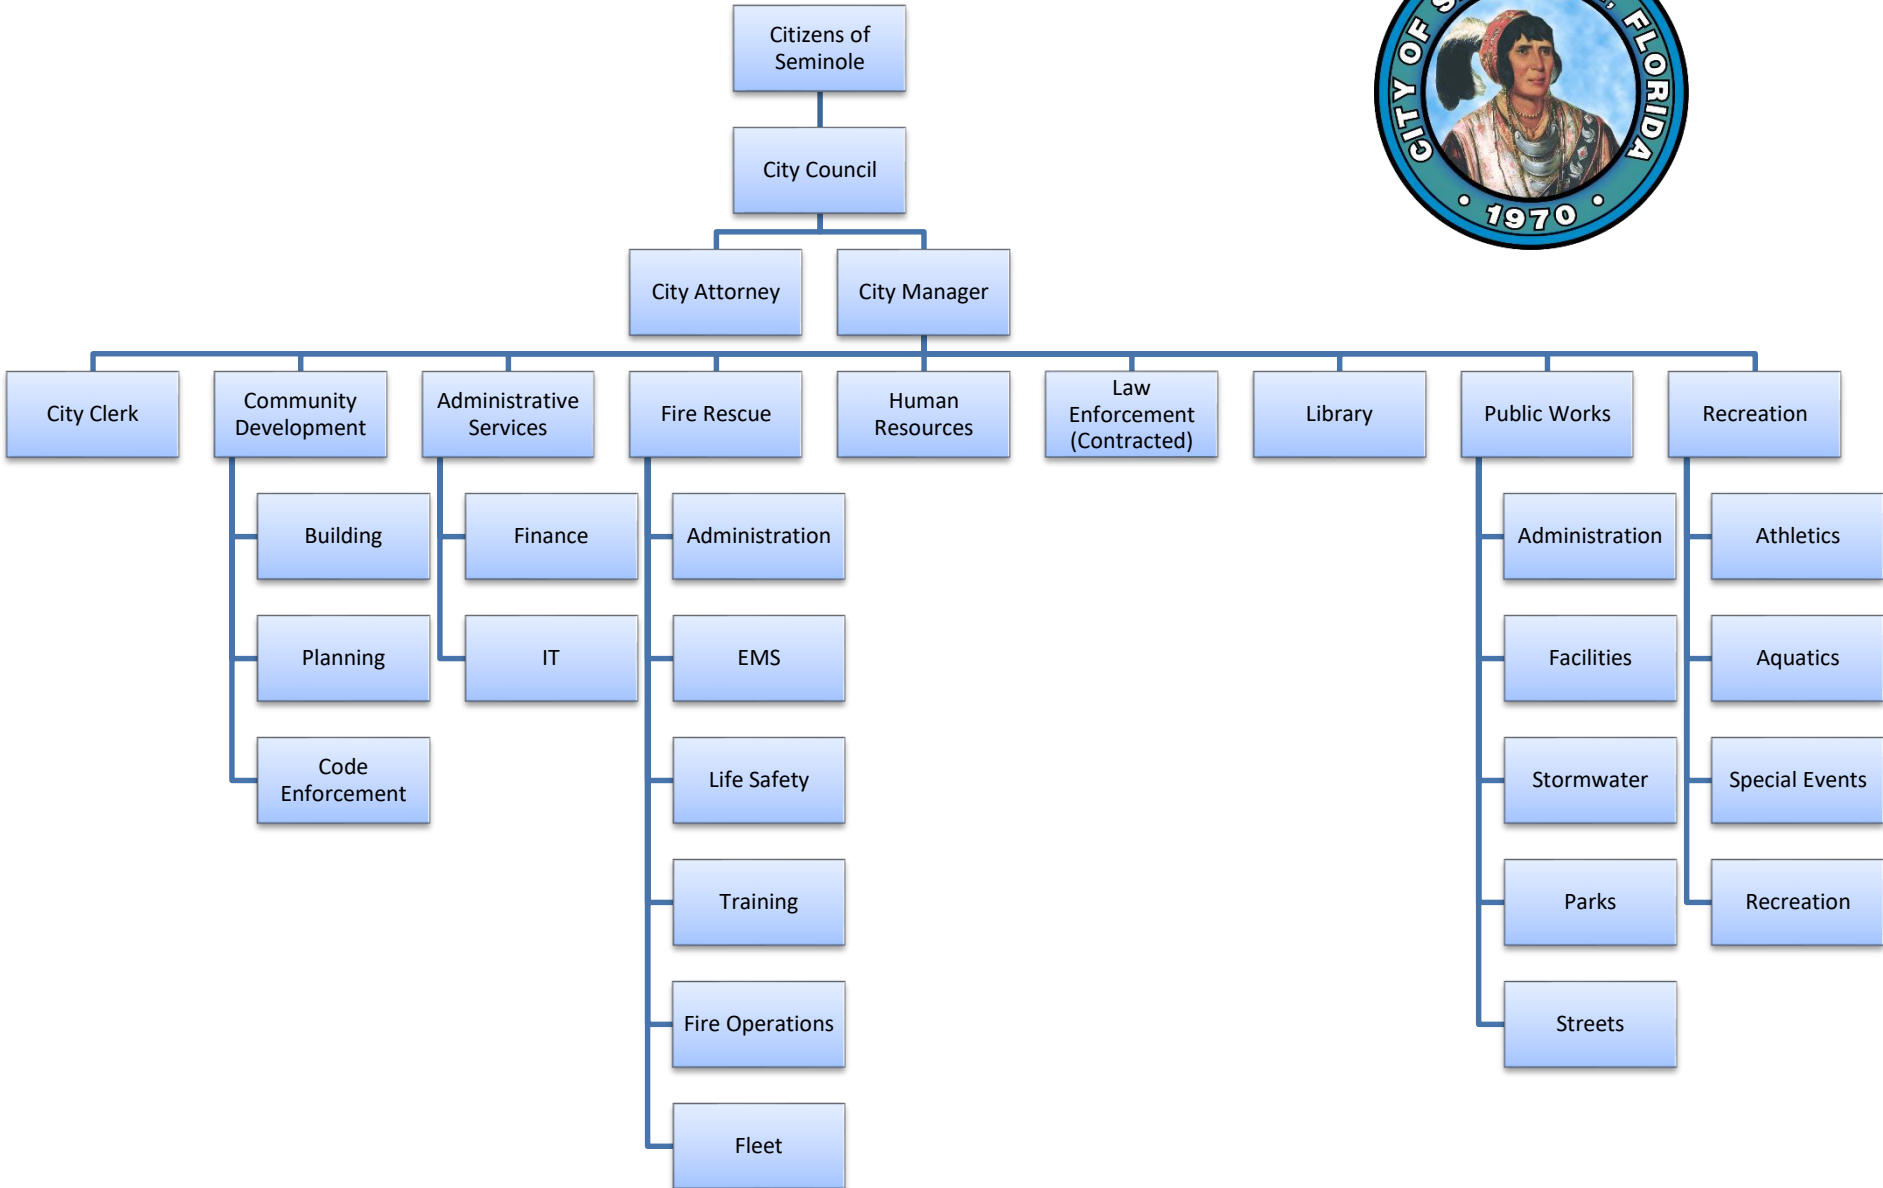 Citizens of
Seminole
CITY OF
FLORIDA
1970
City Council
City Attorney
City Manager
City Clerk
Community
Development
Administrative
Services
Fire Rescue
Human
Resources
Law
Enforcement
(Contracted)
Library
Public Works
Recreation
Building
Finance
Administration
Administration
Athletics
Planning
IT
EMS
Facilities
Aquatics
Code
Enforcement
Life Safety
Stormwater
Special Events
Training
Parks
Recreation
Fire Operations
Streets
Fleet